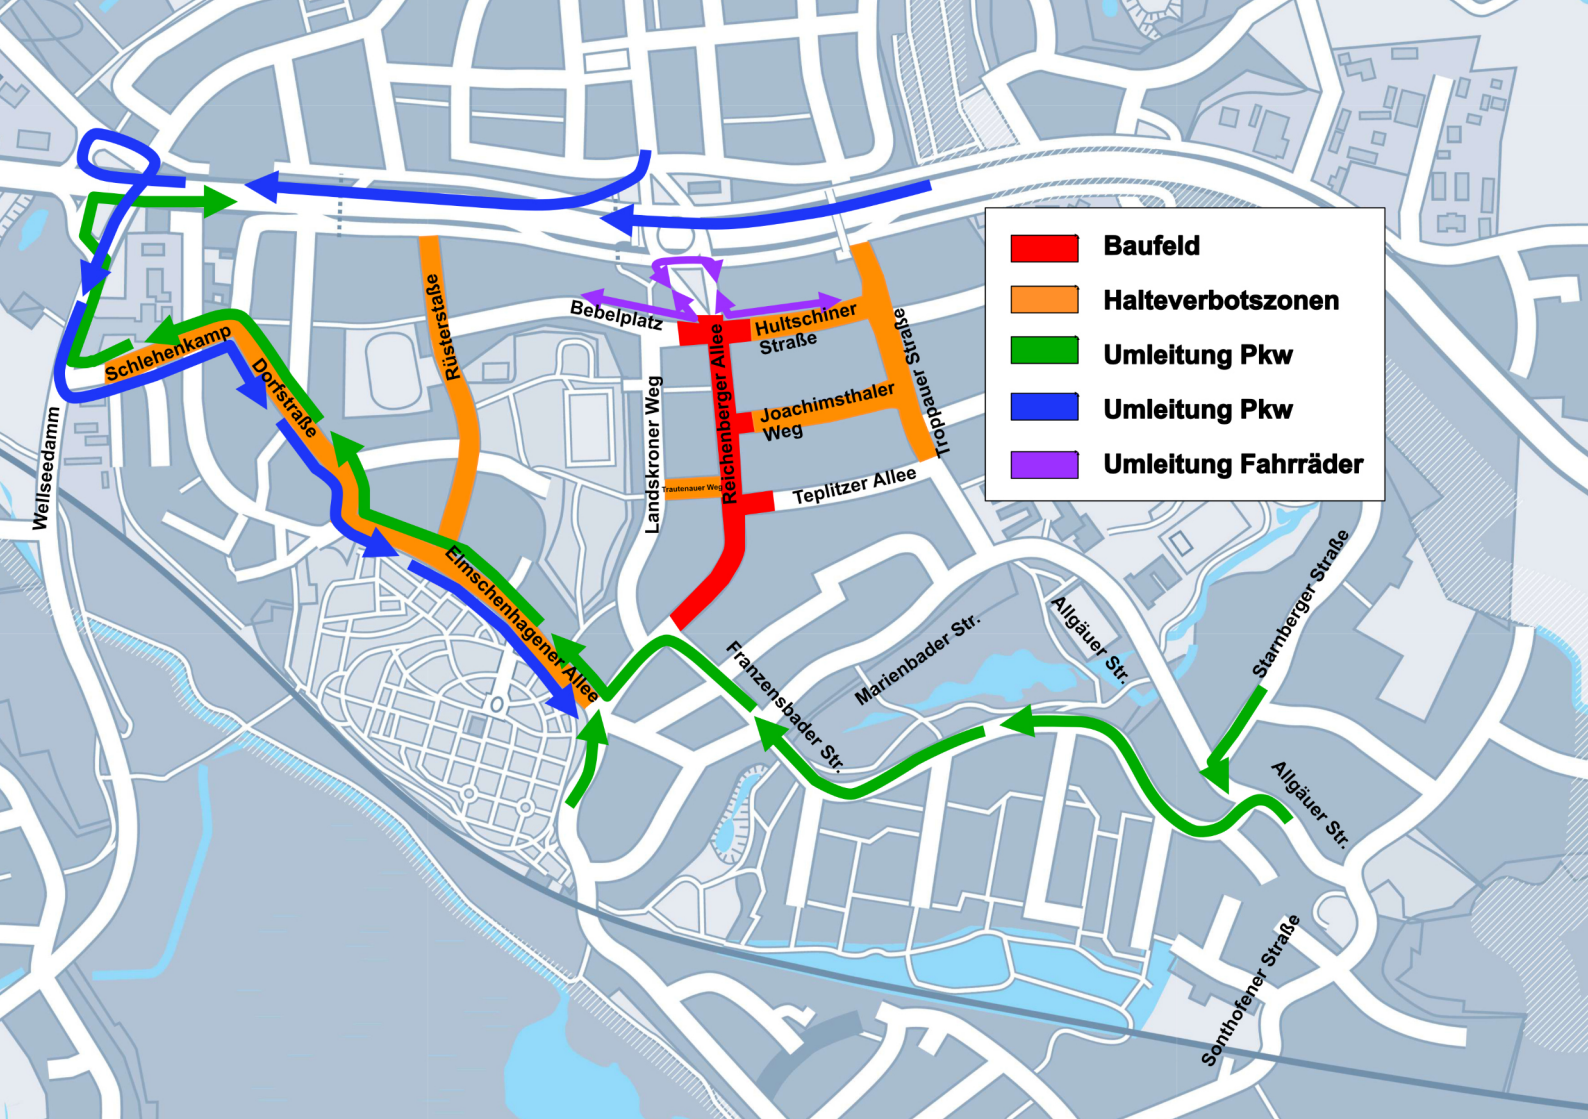 Baufeld
Halteverbotszonen
Umleitung Pkw
Umleitung Pkw
Umleitung Fahrräder
Rüsterstaße
Bebelplatz
Hultschiner
Straße
Troppauer Straße
Schlehenkamp
Dorfstraße
Landskroner Weg
Reichenberger Allee
Joachimsthaler
Weg
Trautenauer Weg
Teplitzer Allee
Wellseedamm
Elmschenhagener Allee
Franzensbader Str.
Marienbader Str.
Allgäuer Str.
Starnberger Straße
Allgäuer Str.
Sonthofener Straße